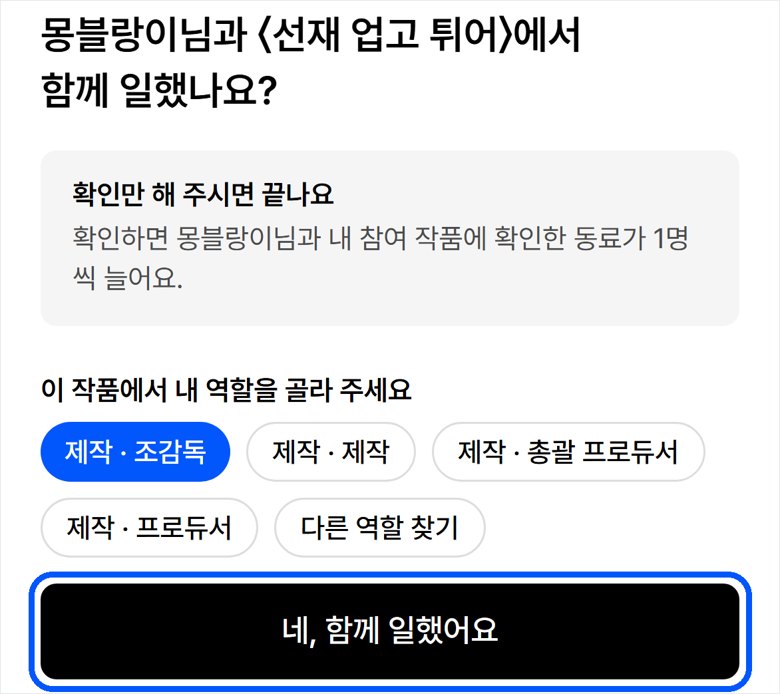 몽블랑이님과 〈선재 업고 튀어〉에서
함께 일했나요?
확인만 해 주시면 끝나요
확인하면 몽블랑이님과 내 참여 작품에 확인한 동료가 1명
씩 늘어요.
이 작품에서 내 역할을 골라 주세요
제작 · 조감독 제작 · 제작 제작 · 총괄 프로듀서
제작 · 프로듀서 다른 역할 찾기
네, 함께 일했어요